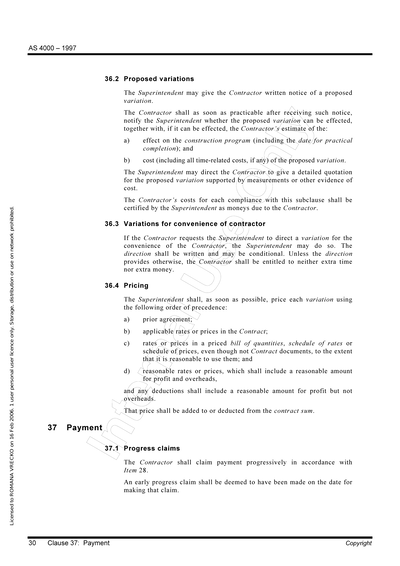 AS 4000 – 1997
36.2 Proposed variations
The Superintendent may give the Contractor written notice of a proposed
variation.
The Contractor shall as soon as practicable after receiving such notice,
notify the Superintendent whether the proposed variation can be effected,
together with, if it can be effected, the Contractor's estimate of the:
a) effect on the construction program (including the date for practical
completion); and
b) cost (including all time-related costs, if any) of the proposed variation.
The Superintendent may direct the Contractor to give a detailed quotation
for the proposed variation supported by measurements or other evidence of
cost.
The Contractor's costs for each compliance with this subclause shall be
certified by the Superintendent as moneys due to the Contractor.
36.3 Variations for convenience of contractor
If the Contractor requests the Superintendent to direct a variation for the
convenience of the Contractor, the Superintendent may do so. The
direction shall be written and may be conditional. Unless the direction
provides otherwise, the Contractor shall be entitled to neither extra time
nor extra money.
36.4 Pricing
The Superintendent shall, as soon as possible, price each variation using
the following order of precedence:
a) prior agreement;
b) applicable rates or prices in the Contract;
c) rates or prices in a priced bill of quantities, schedule of rates or
schedule of prices, even though not Contract documents, to the extent
that it is reasonable to use them; and
d) reasonable rates or prices, which shall include a reasonable amount
for profit and overheads,
and any deductions shall include a reasonable amount for profit but not
overheads.
That price shall be added to or deducted from the contract sum.
37 Payment
37.1 Progress claims
The Contractor shall claim payment progressively in accordance with
Item 28.
An early progress claim shall be deemed to have been made on the date for
making that claim.
Licensed to ROMANA VRECKO on 16 Feb 2006. 1 user personal user licence only. Storage, distribution or use on network prohibited.
30 Clause 37: Payment
Copyright